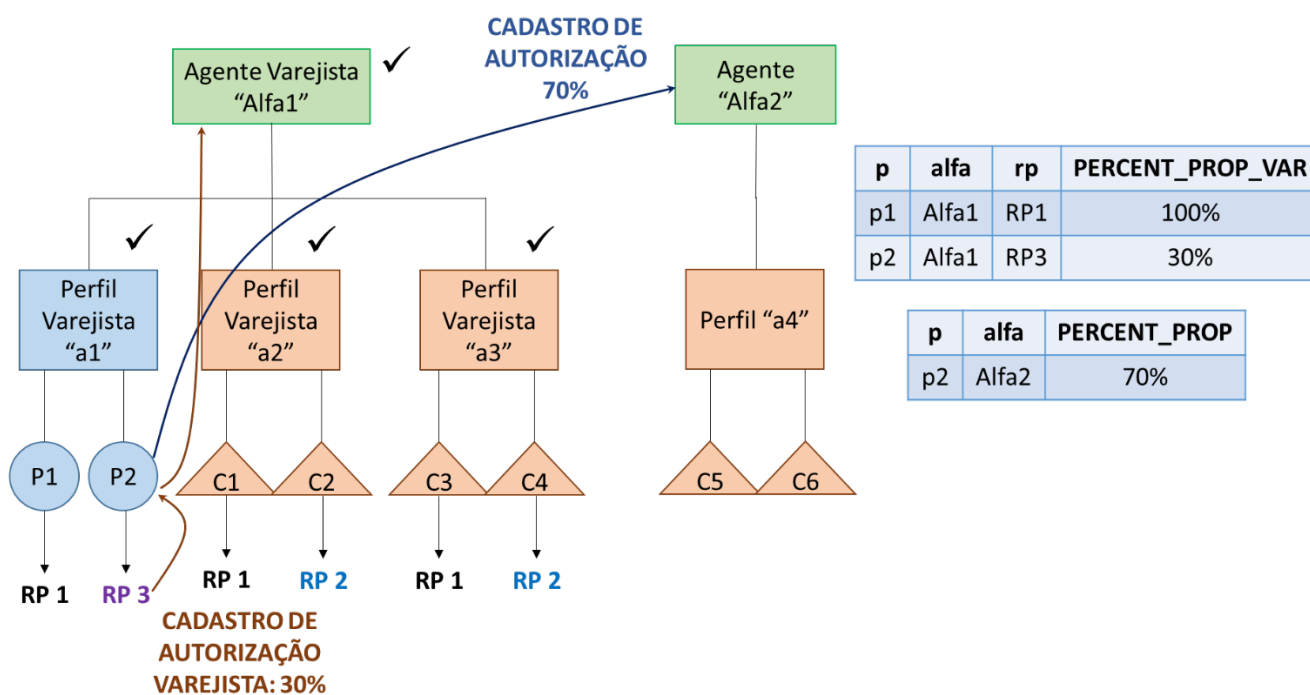 CADASTRO DE
AUTORIZAÇÃO
70%
Agente Varejista
“Alfa1”
Agente
“Alfa2”
p alfa rp PERCENT_PROP_VAR
p1 Alfa1 RP1 100%
p2 Alfa1 RP3 30%
p alfa PERCENT_PROP
p2 Alfa2 70%
Perfil
Varejista
“a1”
Perfil
Varejista
“a2”
Perfil
Varejista
“a3”
Perfil “a4”
P1 P2 C1 C2 C3 C4 C5 C6
RP 1 RP 3 RP 1 RP 2 RP 1 RP 2
CADASTRO DE
AUTORIZAÇÃO
VAREJISTA: 30%